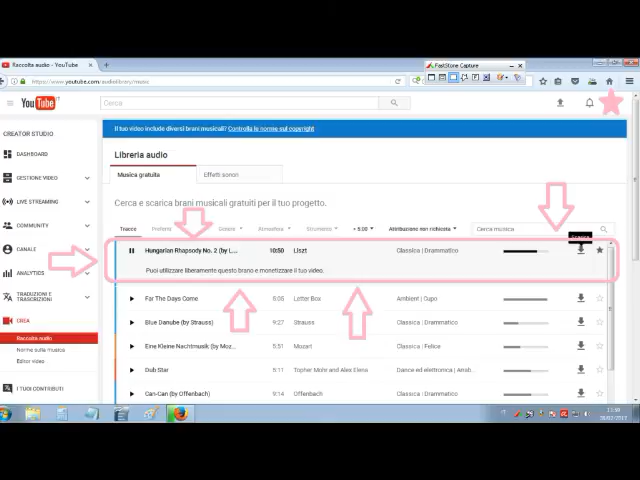 Raccolta audio - YouTube
FastStone Capture
https://www.youtube.com/audiolibrary/music
YouTube
Cerca
CREATOR STUDIO
Il tuo video include diversi brani musicali? Controlla le norme sul copyright
DASHBOARD
Libreria audio
GESTIONE VIDEO
Musica gratuita
Effetti sonori
LIVE STREAMING
Cerca e scarica brani musicali gratuiti per il tuo progetto.
COMMUNITY
Tracce
Preferiti
Genere
Atmosfera
Strumento
Attribuzione non richiesta
Cerca musica
CANALE
Hungarian Rhapsody No. 2 (by L...
10:50
Liszt
Classica | Drammatico
ANALYTICS
Puoi utilizzare liberamente questo brano e monetizzare il tuo video.
TRADUZIONI E
TRASCRIZIONI
Far The Days Come
Letter Box
Ambient | Cupo
CREA
Blue Danube (by Strauss)
9:27
Strauss
Classica | Drammatico
Raccolta audio
Norme sulla musica
Eine Kleine Nachtmusik (by Moz...
5:51
Mozart
Classica | Felice
Editor video
Dub Star
5:14
Topher Mohr and Alex Elena
Dance ed elettronica | Arrab...
I TUOI CONTRIBUTI
Can-Can (by Offenbach)
9:14
Offenbach
Classica | Drammatico